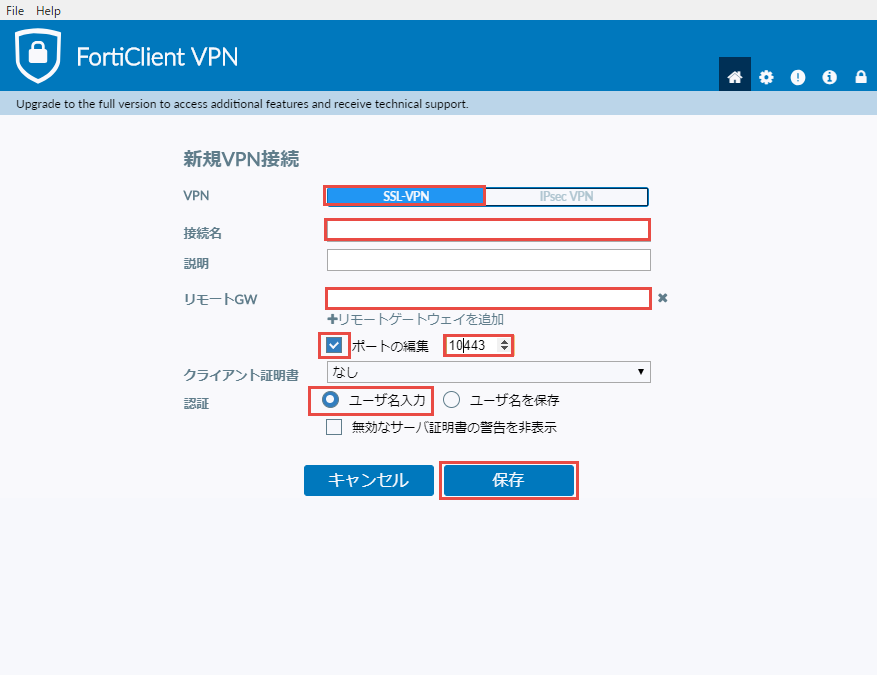 File Help
FortiClient VPN
Upgrade to the full version to access additional features and receive technical support.
新規VPN接続
VPN SSL-VPN IPsec VPN
接続名
説明
リモートGW
リモートゲートウェイを追加
ポートの編集 10443
クライアント証明書 なし
認証 ユーザ名入力 ユーザ名を保存
無効なサーバ証明書の警告を非表示
キャンセル 保存